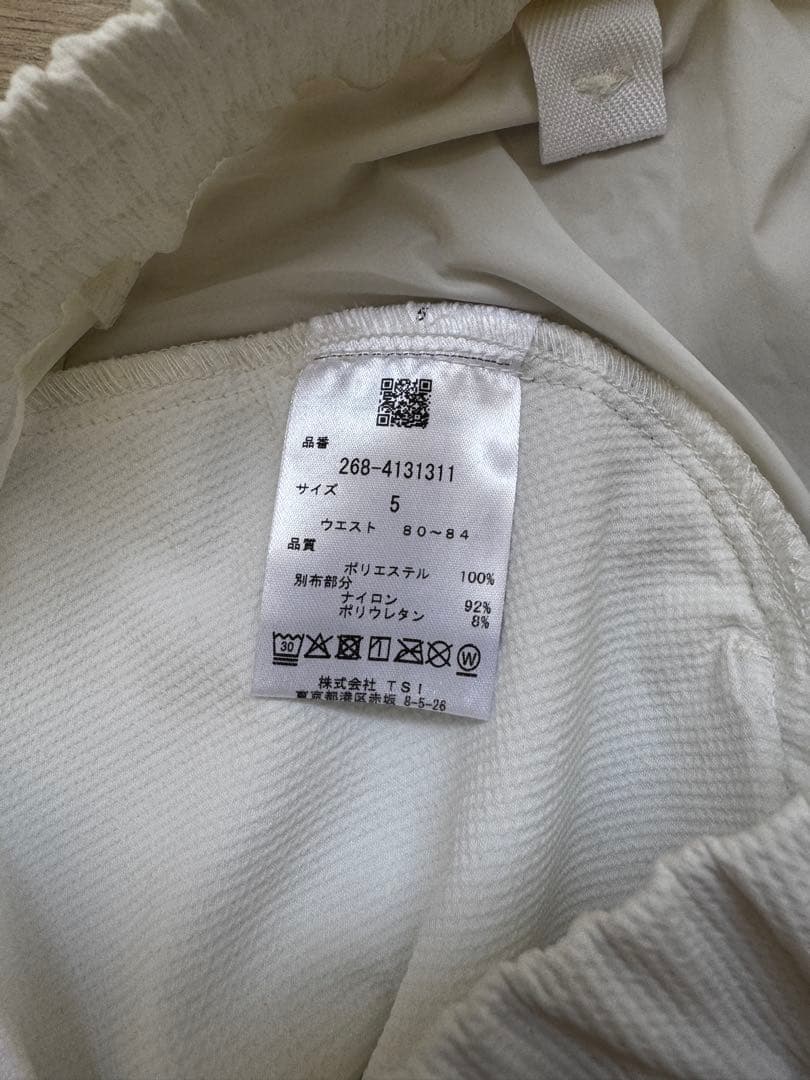 5
品番
268-4131311
サイズ
5
ウエスト 80~84
品質
ポリエステル 100%
別布部分
ナイロン 92%
ポリウレタン 8%
30
W
株式会社 TSI
東京都港区赤坂 8-5-26